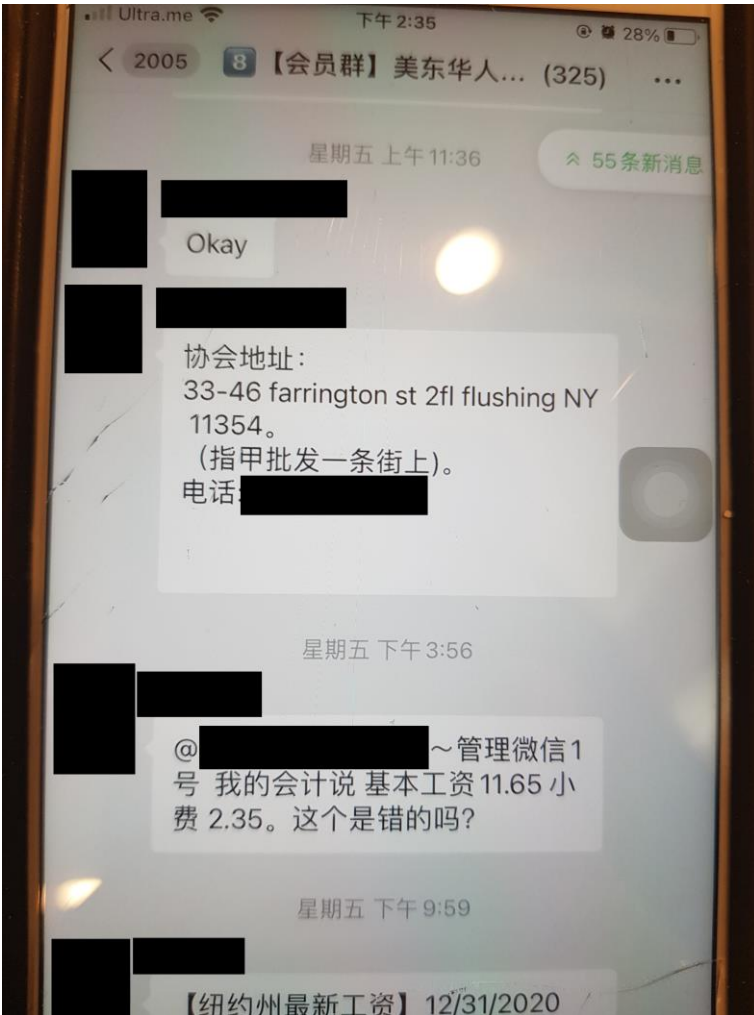 Ultra.me 下午2:35 28%
2005 8 【会员群】美东华人... (325) ...
星期五 上午11:36
55条新消息
Okay
协会地址：
33-46 farrington st 2fl flushing NY
11354。
（指甲批发一条街上)。
电话:
星期五 下午3:56
@ ～管理微信1
号 我的会计说 基本工资11.65 小
费 2.35。这个是错的吗?
星期五 下午9:59
【纽约州最新工资】12/31/2020